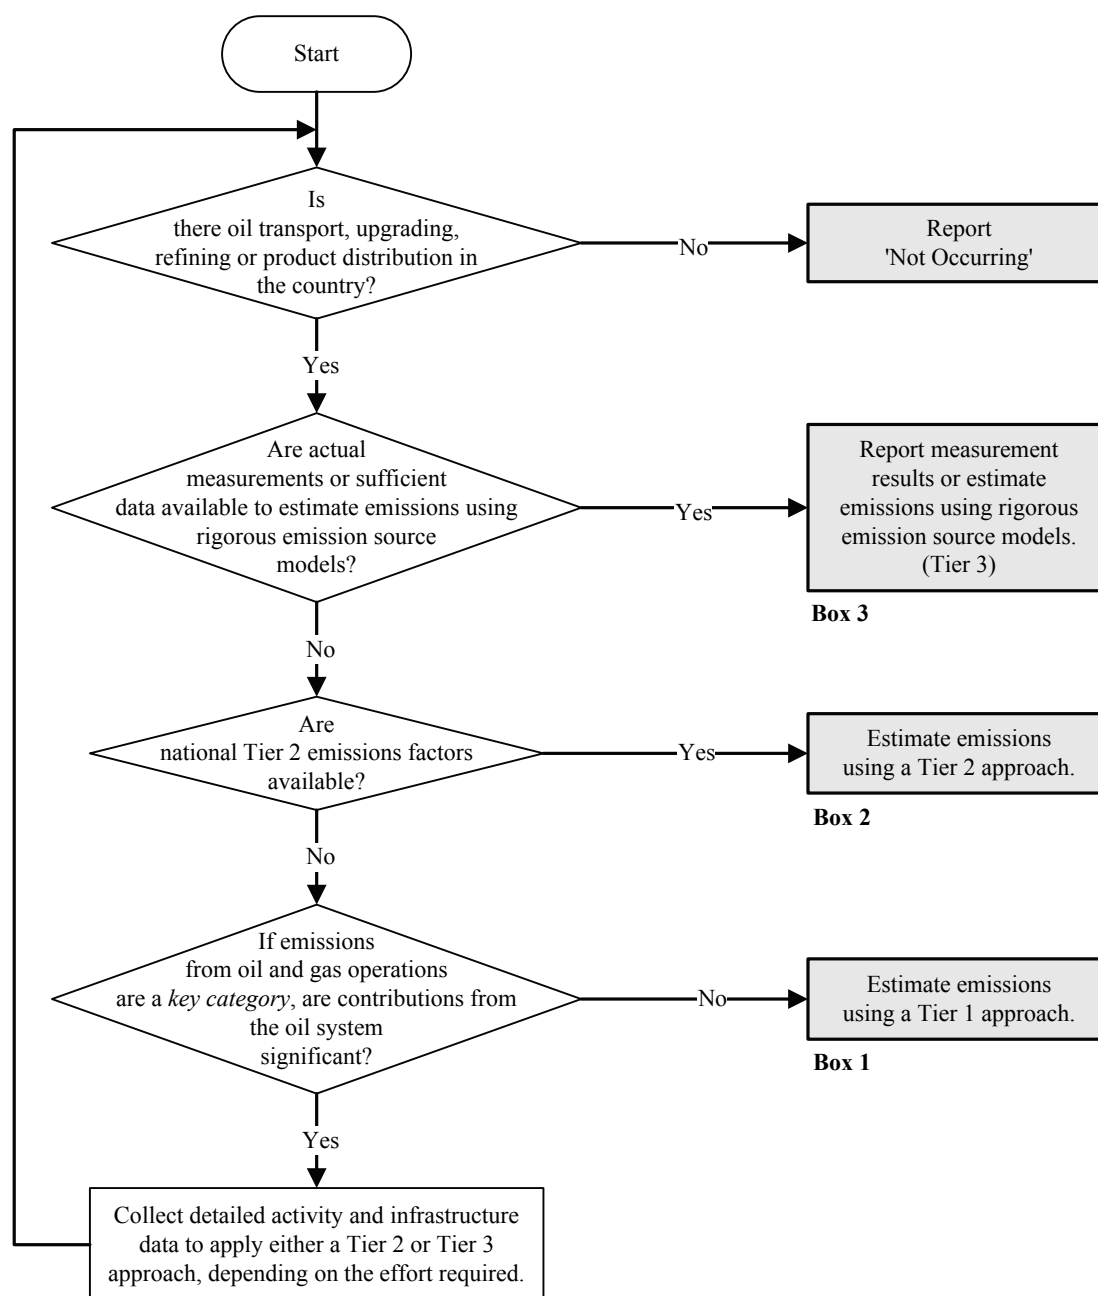 Start
Is
there oil transport, upgrading,
refining or product distribution in
the country?
No
Report
'Not Occurring'
Yes
Are actual
measurements or sufficient
data available to estimate emissions using
rigorous emission source
models?
Yes
Report measurement
results or estimate
emissions using rigorous
emission source models.
(Tier 3)
Box 3
No
Are
national Tier 2 emissions factors
available?
Yes
Estimate emissions
using a Tier 2 approach.
Box 2
No
If emissions
from oil and gas operations
are a key category, are contributions from
the oil system
significant?
No
Estimate emissions
using a Tier 1 approach.
Box 1
Yes
Collect detailed activity and infrastructure
data to apply either a Tier 2 or Tier 3
approach, depending on the effort required.